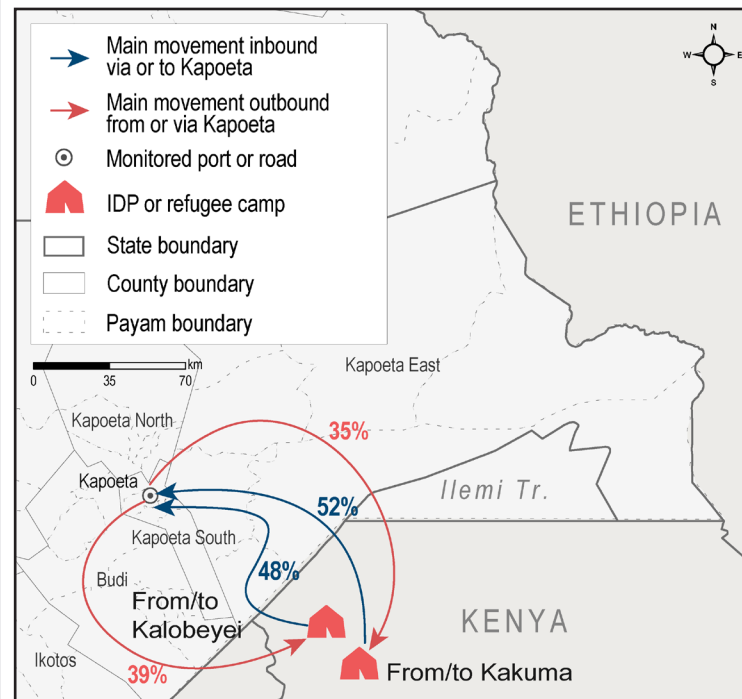 Main movement inbound
via or to Kapoeta
Main movement outbound
from or via Kapoeta
Monitored port or road
IDP or refugee camp
State boundary
County boundary
Payam boundary
km
0 35 70
N
W E
S
ETHIOPIA
Kapoeta East
Kapoeta North
35%
Kapoeta
Ilemi Tr.
52%
Kapoeta South
48%
Budi
From/to
Kalobeyei
KENYA
Ikotos
39%
From/to Kakuma